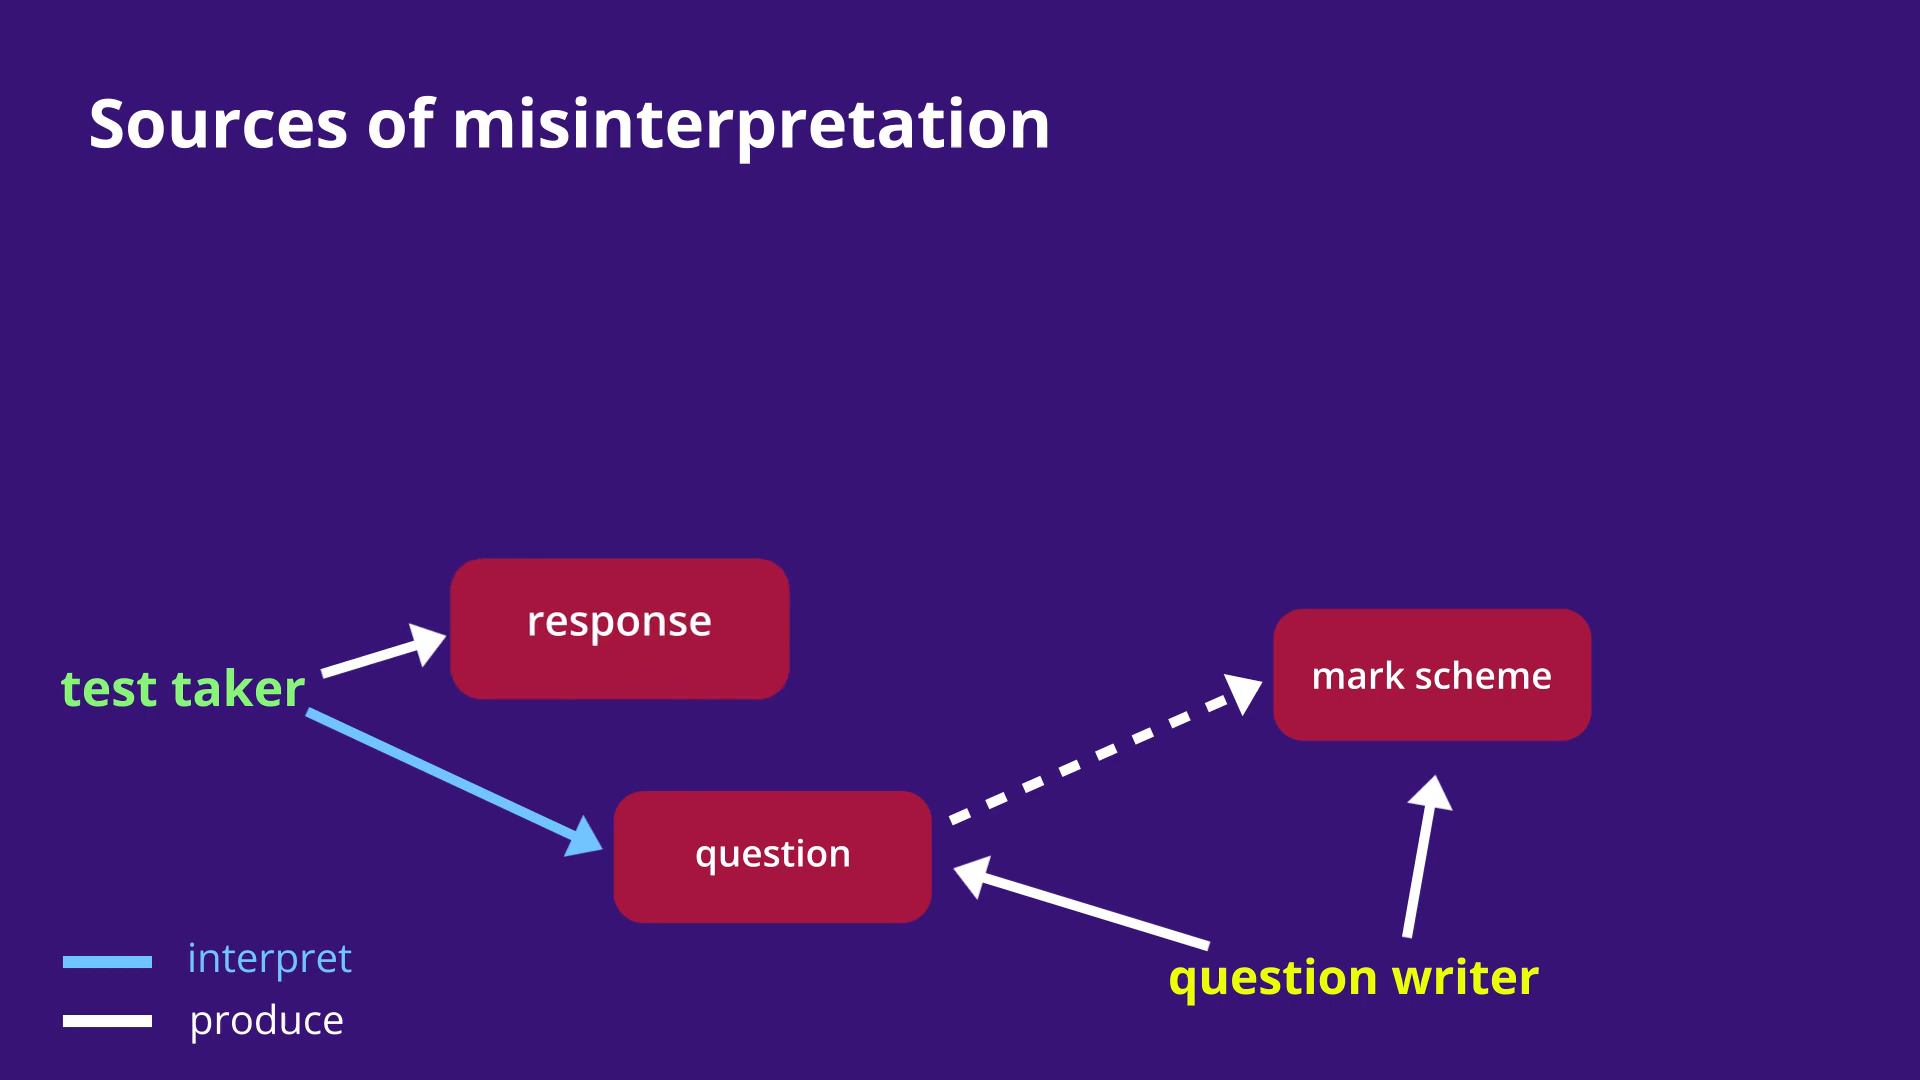 Sources of misinterpretation
response
test taker
mark scheme
question
interpret
question writer
produce